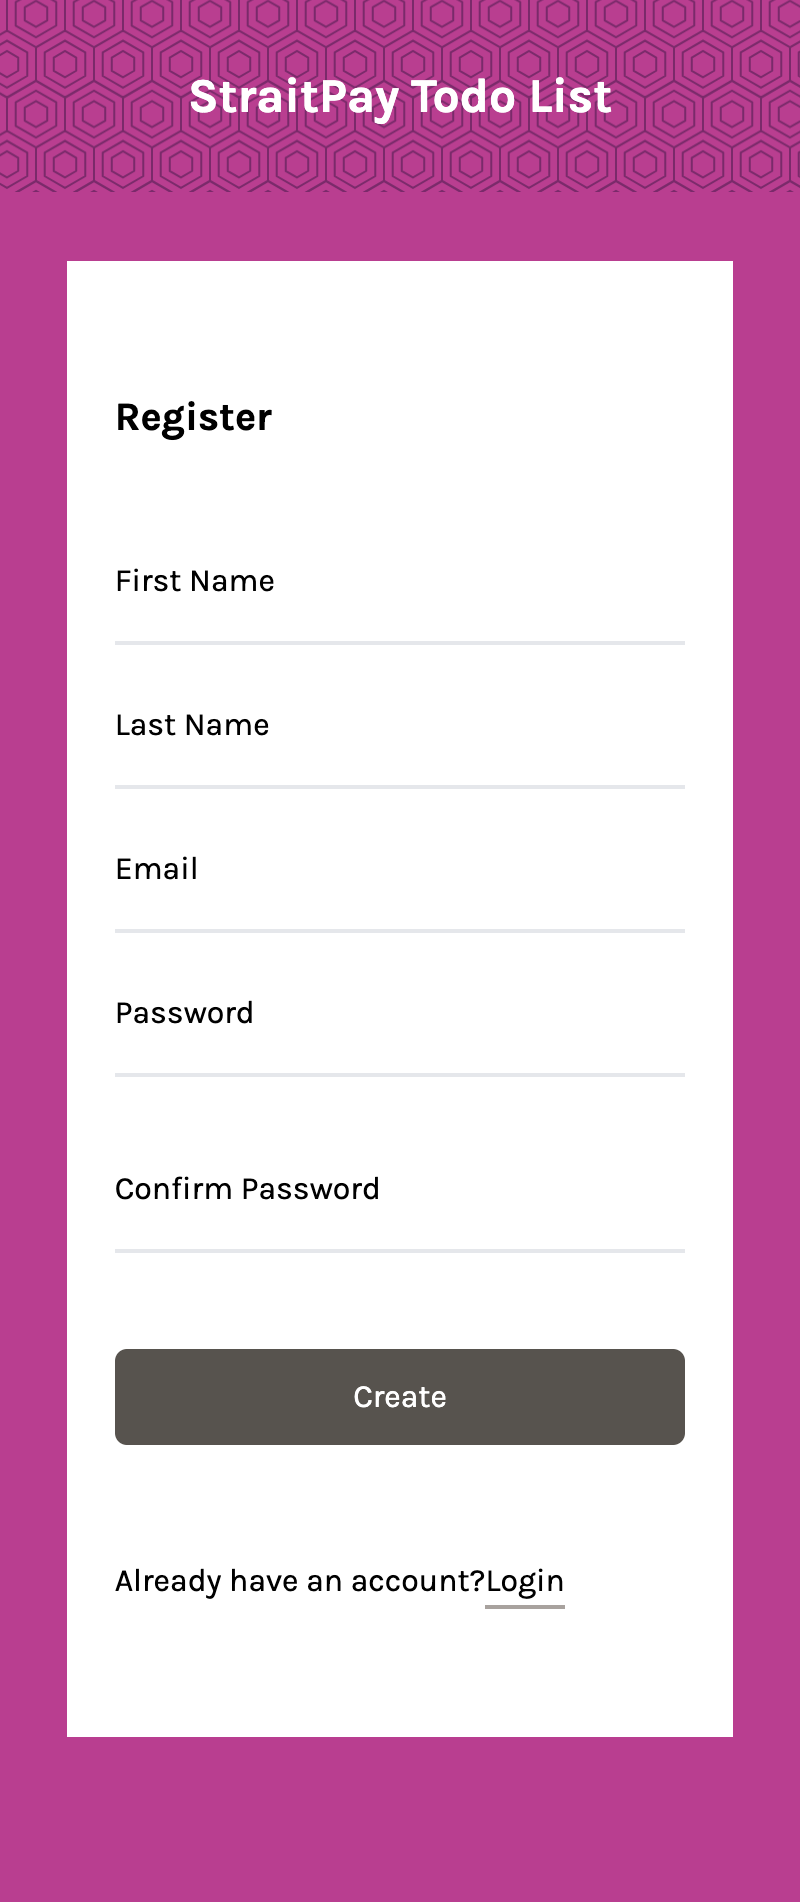 StraitPay Todo List
Register
First Name
Last Name
Email
Password
Confirm Password
Create
Already have an account?Login